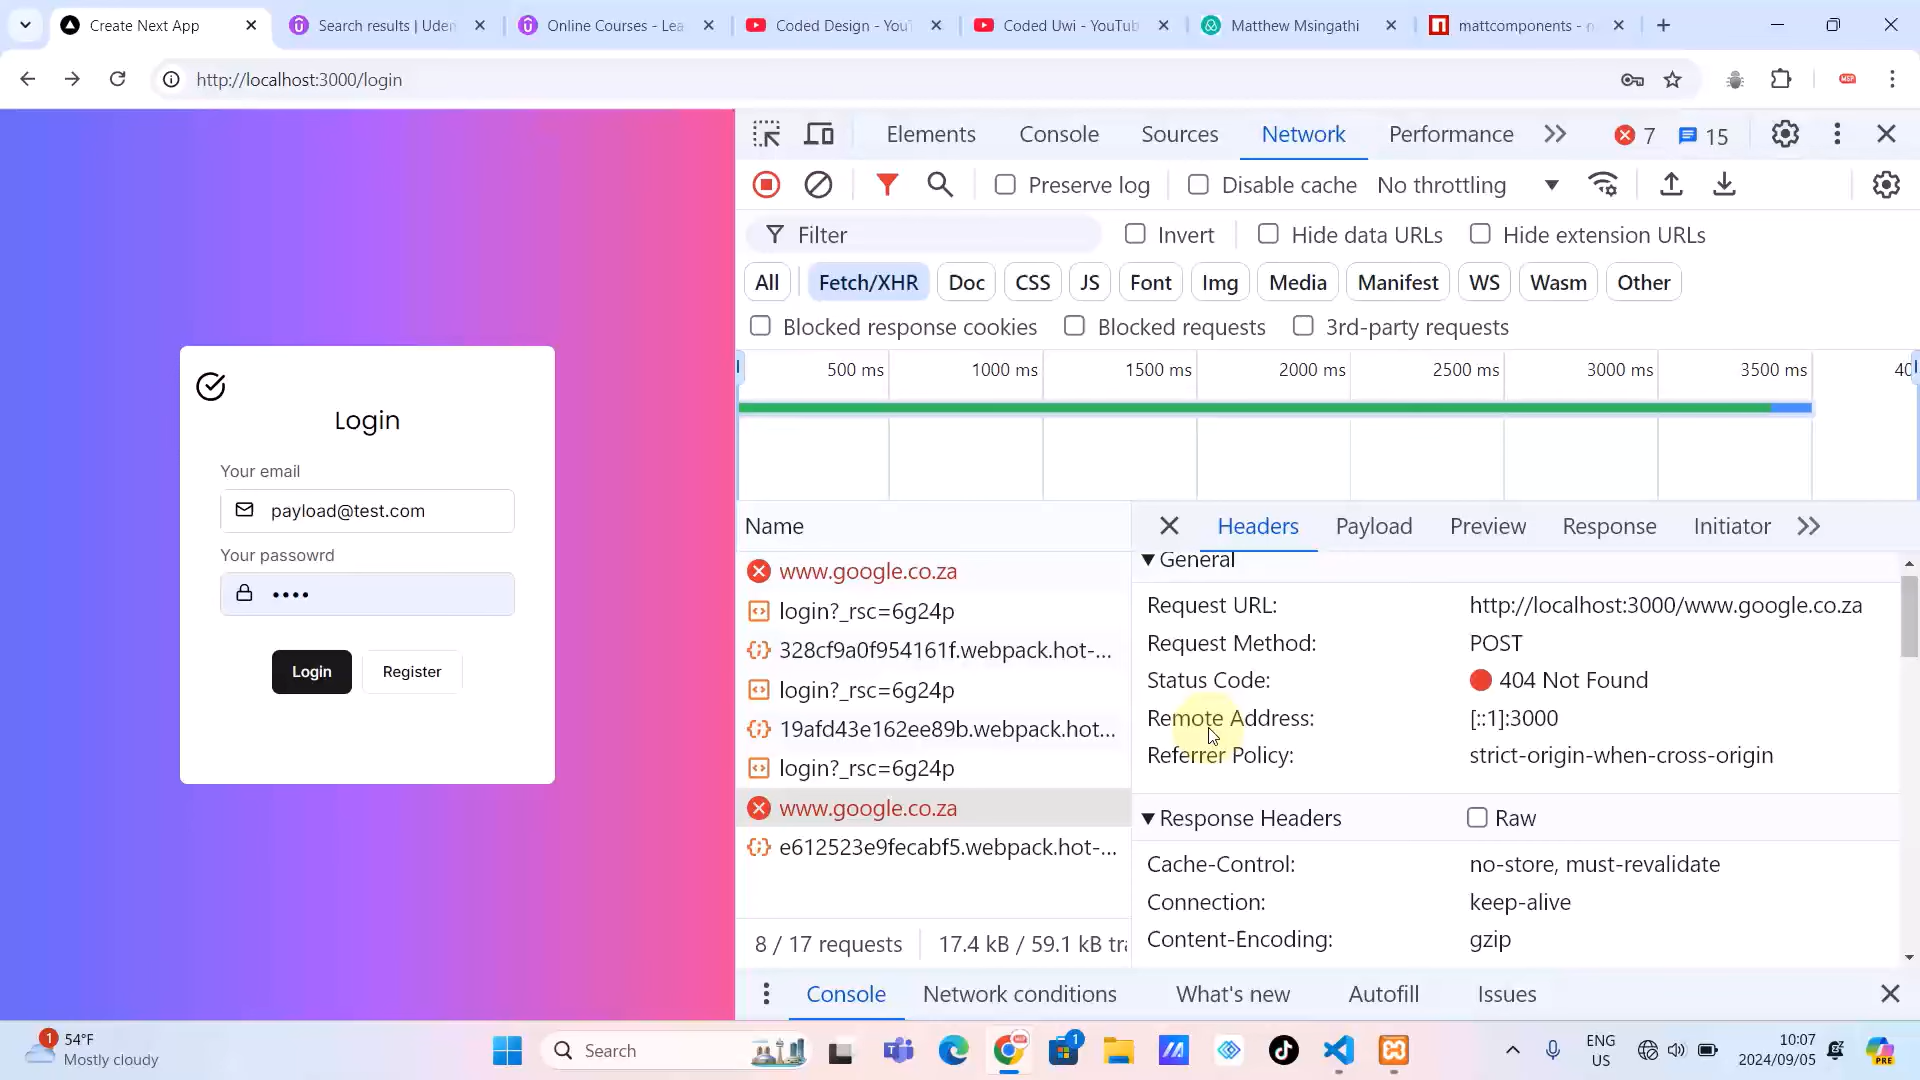 Create Next App
Search results | Uden
Online Courses - Lea
Coded Design - YouT
Coded Uwi - YouTub
Matthew Msingathi
mattcomponents - n
http://localhost:3000/login
MSP
Elements Console Sources Network Performance 7 15
Preserve log Disable cache No throttling
Filter Invert Hide data URLs Hide extension URLs
All Fetch/XHR Doc CSS JS Font Img Media Manifest WS Wasm Other
Blocked response cookies Blocked requests 3rd-party requests
500 ms 1000 ms 1500 ms 2000 ms 2500 ms 3000 ms 3500 ms 40
Login
Your email
payload@test.com
Your passowrd
Login Register
Name
www.google.co.za
login?_rsc=6g24p
328cf9a0f954161f.webpack.hot-...
login?_rsc=6g24p
19afd43e162ee89b.webpack.hot...
login?_rsc=6g24p
www.google.co.za
e612523e9fecabf5.webpack.hot-...
8 / 17 requests 17.4 kB / 59.1 kB tra
Headers Payload Preview Response Initiator
General
Request URL: http://localhost:3000/www.google.co.za
Request Method: POST
Status Code: 404 Not Found
Remote Address: [::1]:3000
Referrer Policy: strict-origin-when-cross-origin
Response Headers Raw
Cache-Control: no-store, must-revalidate
Connection: keep-alive
Content-Encoding: gzip
Console Network conditions What's new Autofill Issues
1
54°F
Mostly cloudy
Search
1
ENG
US
10:07
2024/09/05
PRE